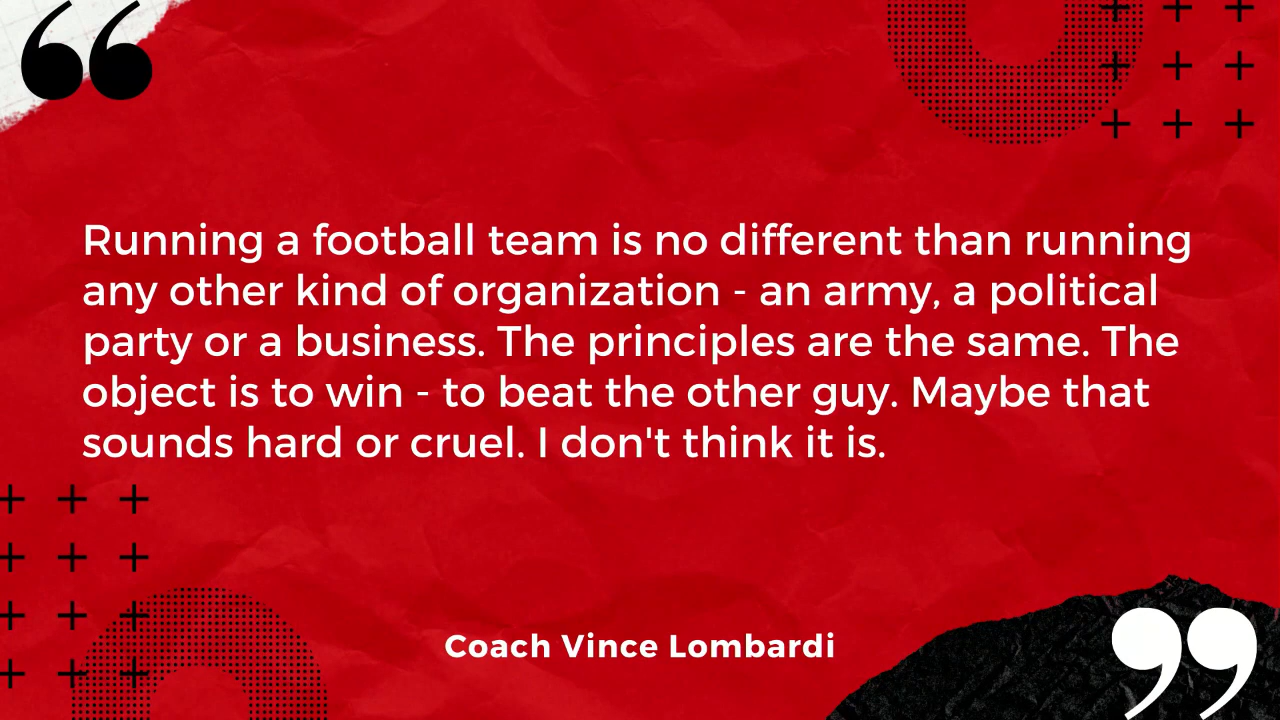 Running a football team is no different than running
any other kind of organization - an army, a political
party or a business. The principles are the same. The
object is to win - to beat the other guy. Maybe that
sounds hard or cruel. I don't think it is.
Coach Vince Lombardi